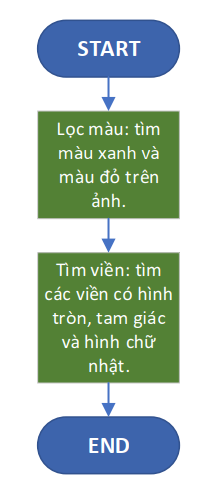 START
Lọc màu: tìm
màu xanh và
màu đỏ trên
ảnh.
Tìm viền: tìm
các viền có hình
tròn, tam giác
và hình chữ
nhật.
END